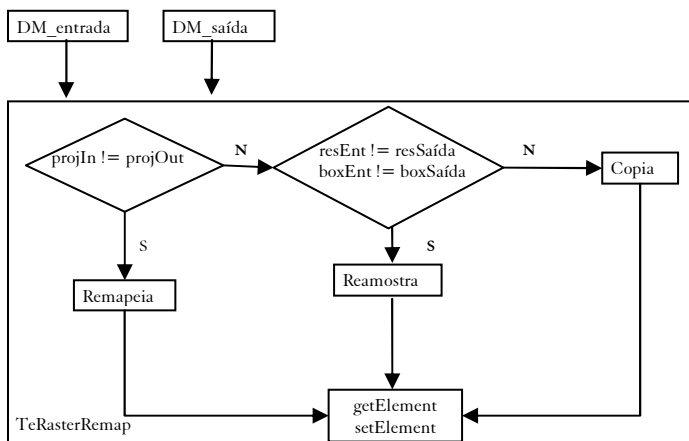 DM_entrada
DM_saída
projIn != projOut
N
resEnt != resSaída
boxEnt != boxSaída
N
Copia
S
S
Remapeia
Reamostra
getElement
setElement
TeRasterRemap